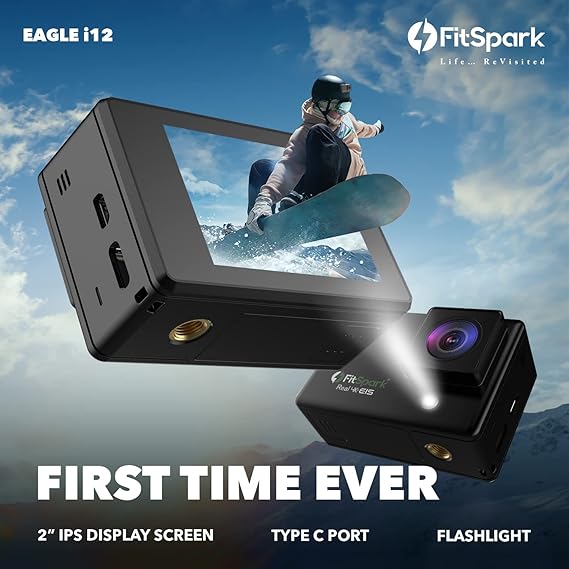 EAGLE i12
FitSpark
Life... ReVisited
FitSpark
Real 4K EIS
FIRST TIME EVER
2" IPS DISPLAY SCREEN
TYPE C PORT
FLASHLIGHT